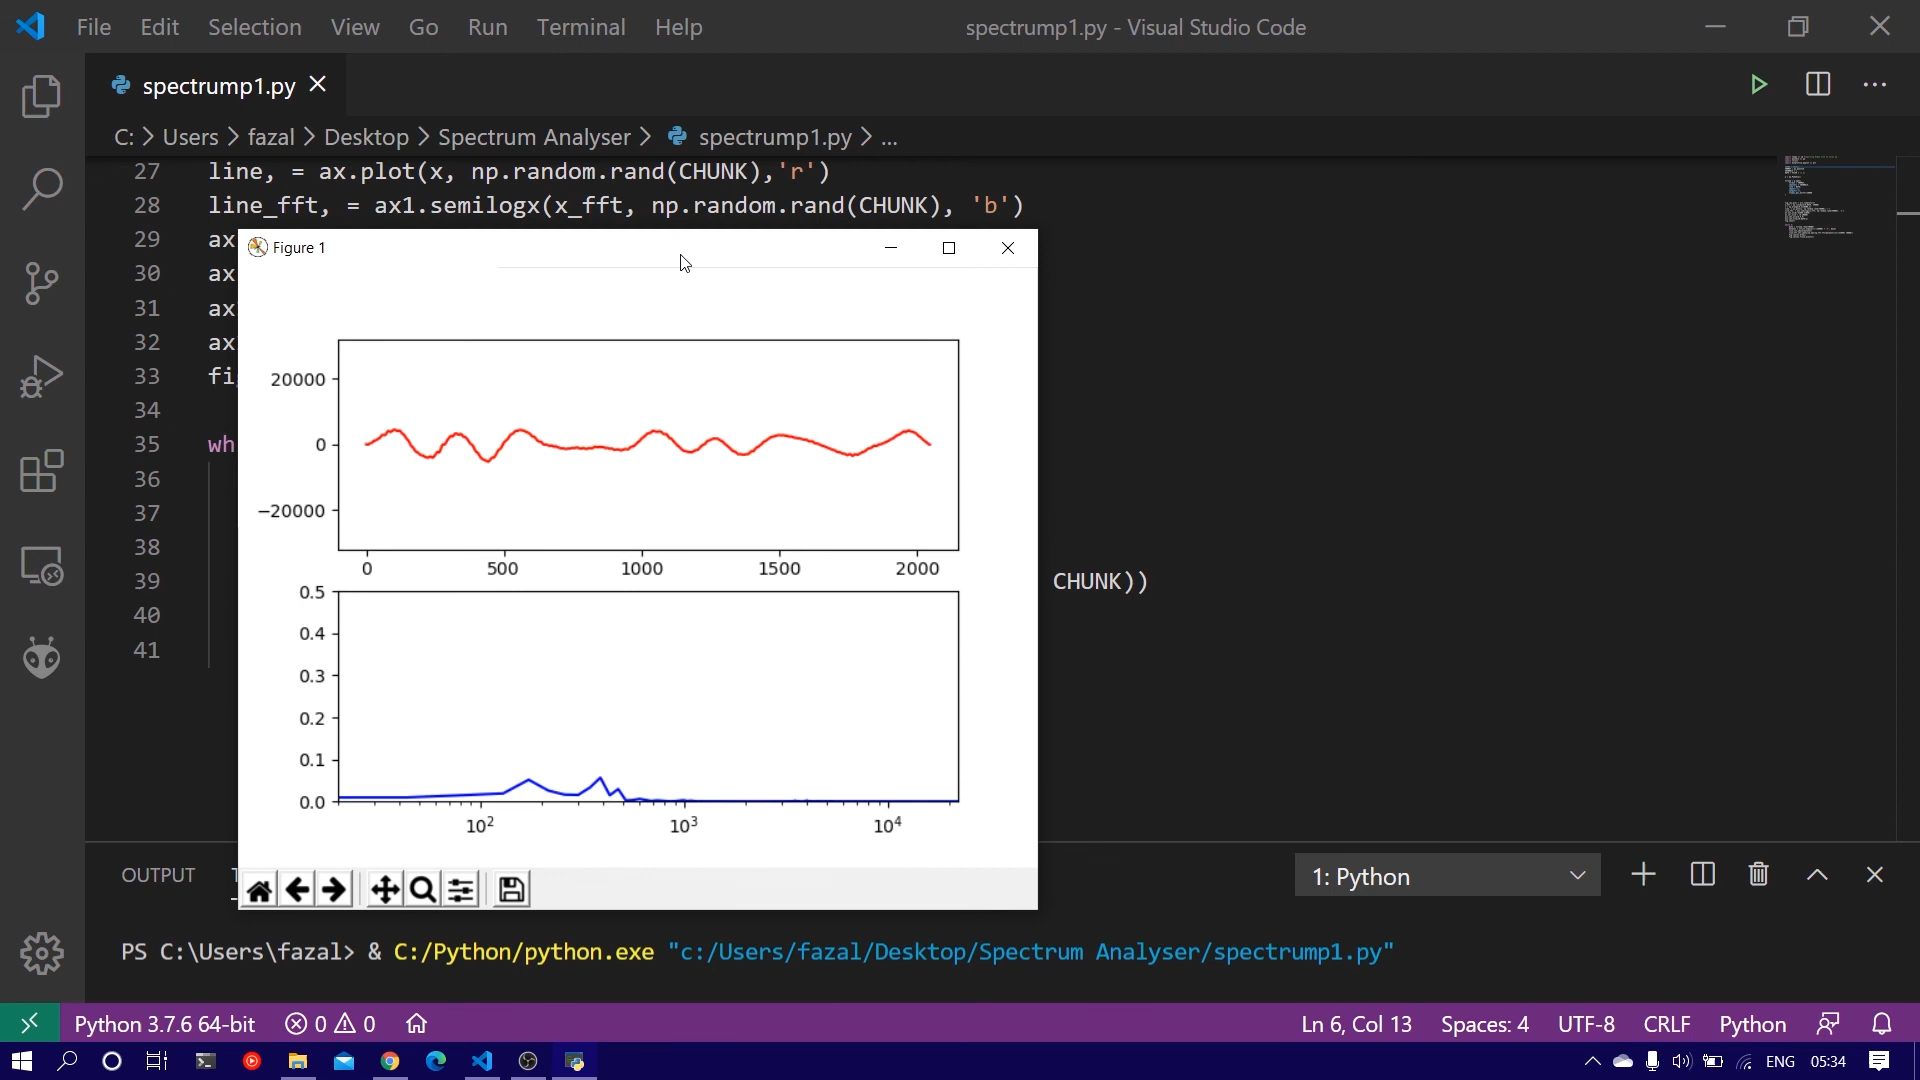 File Edit Selection View Go Run Terminal Help
spectrump1.py - Visual Studio Code
spectrump1.py
C: > Users > fazal > Desktop > Spectrum Analyser > spectrump1.py > ...
27 line, = ax.plot(x, np.random.rand(CHUNK),'r')
28 line_fft, = ax1.semilogx(x_fft, np.random.rand(CHUNK), 'b')
29 ax
30 ax
31 ax
32 ax
33 fi
34
35 wh
36
37
38
39 CHUNK))
40
41
Figure 1
20000
0
−20000
0 500 1000 1500 2000
0.5
0.4
0.3
0.2
0.1
0.0
10² 10³ 10⁴
OUTPUT
1: Python
PS C:\Users\fazal> & C:/Python/python.exe "c:/Users/fazal/Desktop/Spectrum Analyser/spectrump1.py"
Python 3.7.6 64-bit 0 0 Ln 6, Col 13 Spaces: 4 UTF-8 CRLF Python
ENG 05:34